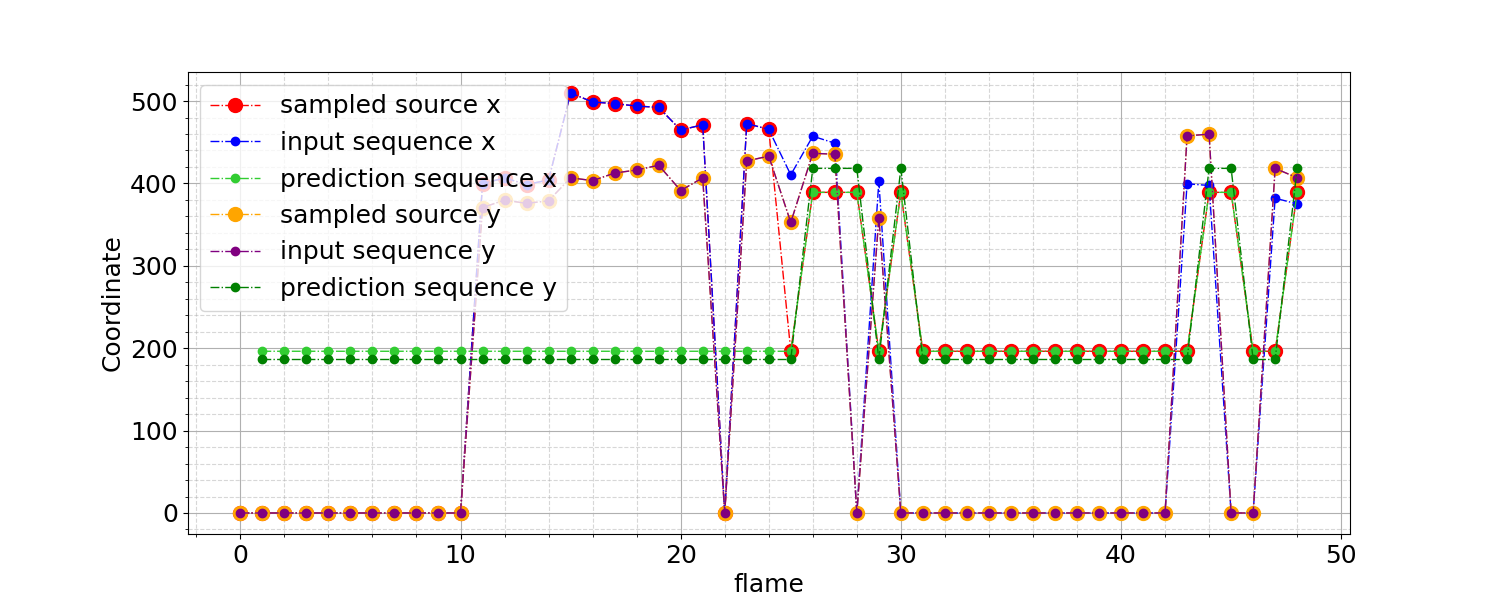 sampled source x
input sequence x
prediction sequence x
sampled source y
input sequence y
prediction sequence y
500
400
300
200
100
0
Coordinate
0 10 20 30 40 50
flame